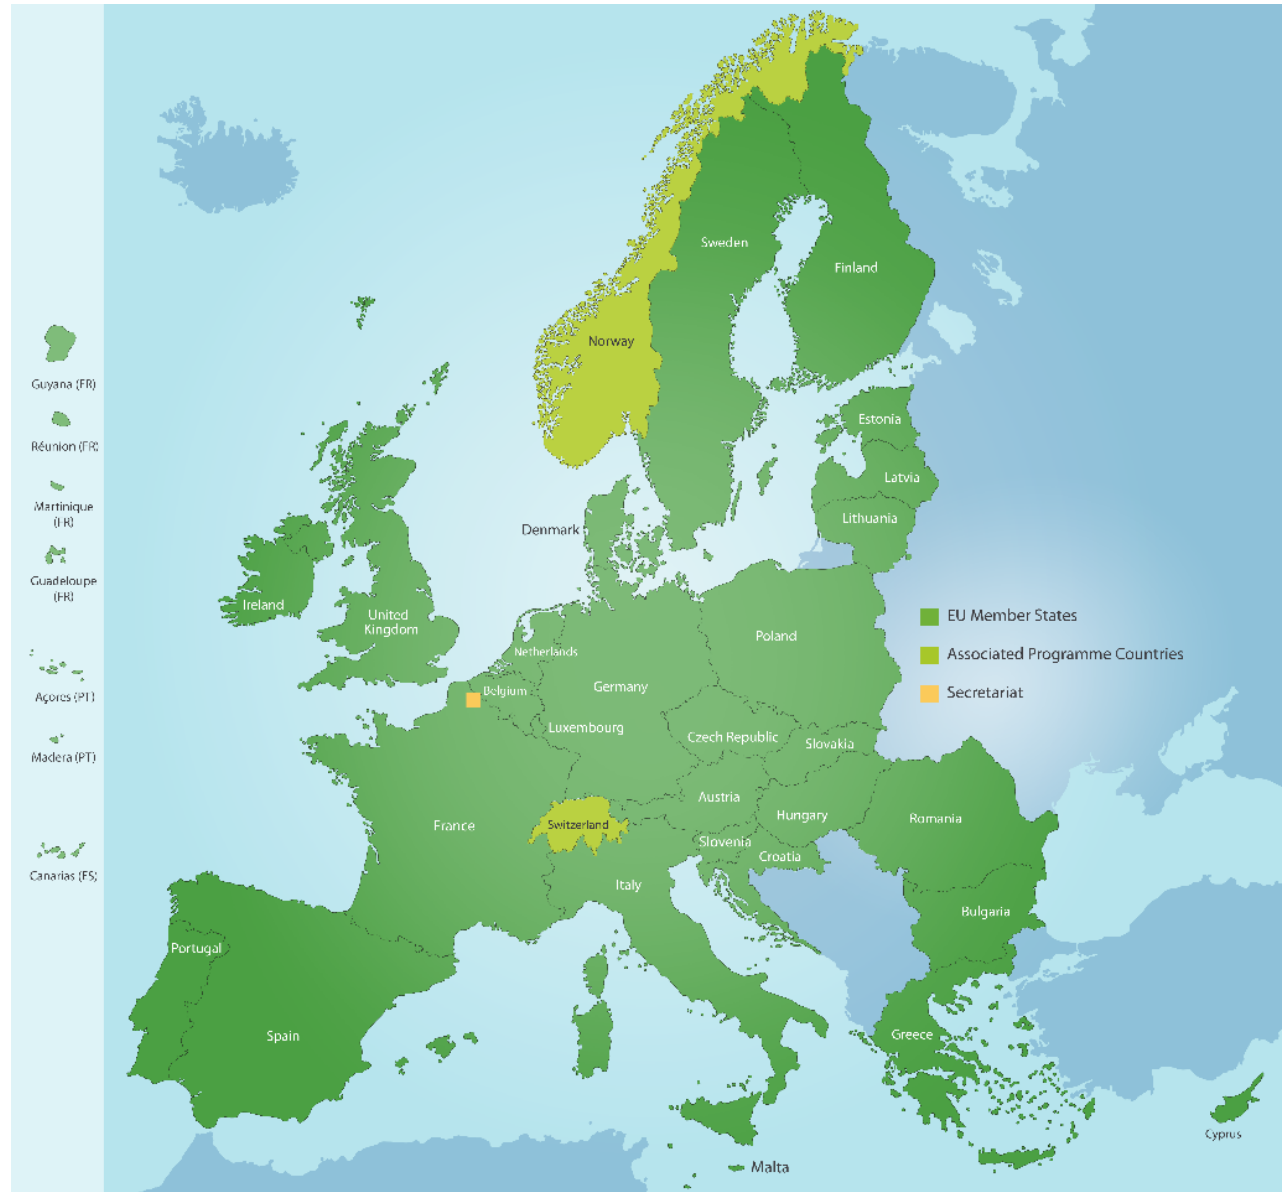 Sweden
Finland
Norway
Guyana (FR)
Estonia
Réunion (FR)
Latvia
Martinique
(FR)
Lithuania
Denmark
Guadeloupe
(FR)
Ireland
United
Kingdom
EU Member States
Poland
Netherlands
Associated Programme Countries
Germany
Belgium
Secretariat
Açores (PT)
Luxembourg
Czech Republic
Slovakia
Madera (PT)
Austria
Hungary
Romania
France
Switzerland
Slovenia
Croatia
Canarias (ES)
Italy
Bulgaria
Portugal
Spain
Greece
Cyprus
Malta